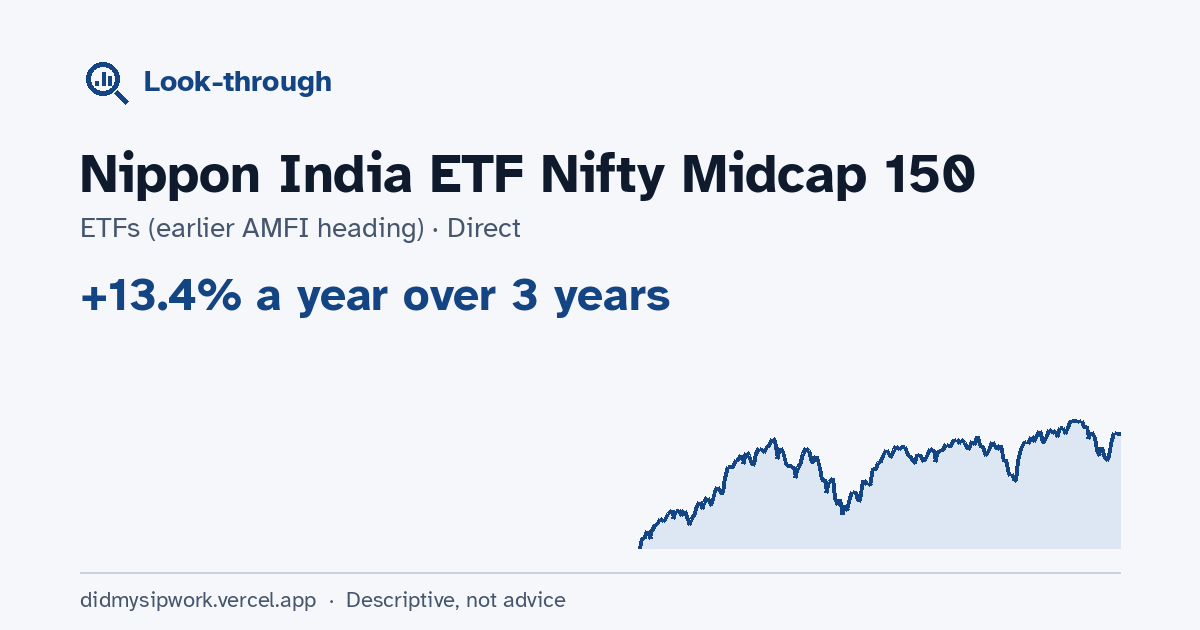 Look-through
Nippon India ETF Nifty Midcap 150
ETFs (earlier AMFI heading) · Direct
+13.4% a year over 3 years
didmysipwork.vercel.app · Descriptive, not advice